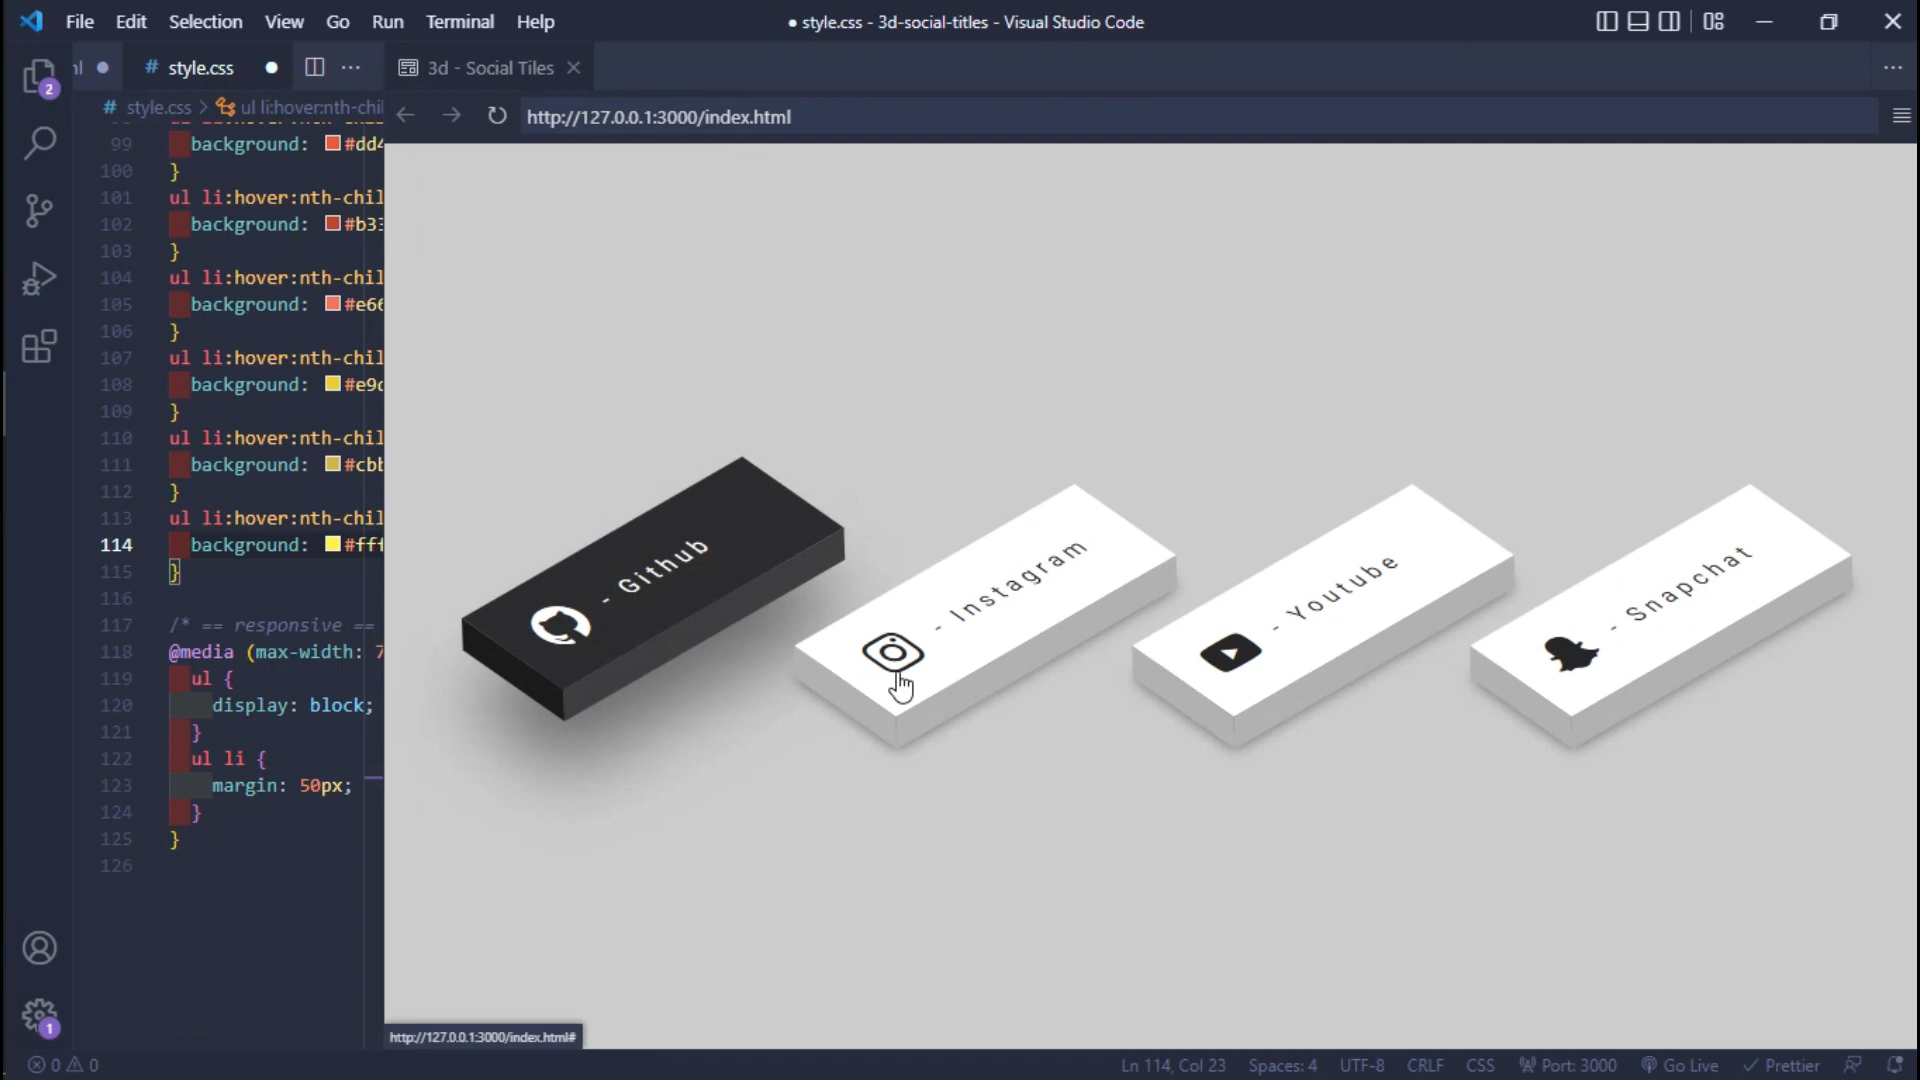 File Edit Selection View Go Run Terminal Help
● style.css - 3d-social-titles - Visual Studio Code
# style.css
3d - Social Titles
# style.css > ul li:hover:nth-chil
http://127.0.0.1:3000/index.html
2
99 background: #dd4
100 }
101 ul li:hover:nth-chil
102 background: #b33
103 }
104 ul li:hover:nth-chil
105 background: #e66
106 }
107 ul li:hover:nth-chil
108 background:
109 }
110 ul li:hover:nth-chil
111 background: #cbb
112 }
113 ul li:hover:nth-chil
114 background: #fff
115 }
116
117 /* == responsive ==
118 @media (max-width: 7
119 ul {
120 display: block;
121 }
122 ul li {
123 margin: 50px;
124 }
125 }
126
- Github
- Instagram
- Youtube
- Snapchat
1
http://127.0.0.1:3000/index.html#
0 0
Ln 114, Col 23 Spaces: 4 UTF-8 CRLF CSS Port: 3000 Go Live Prettier